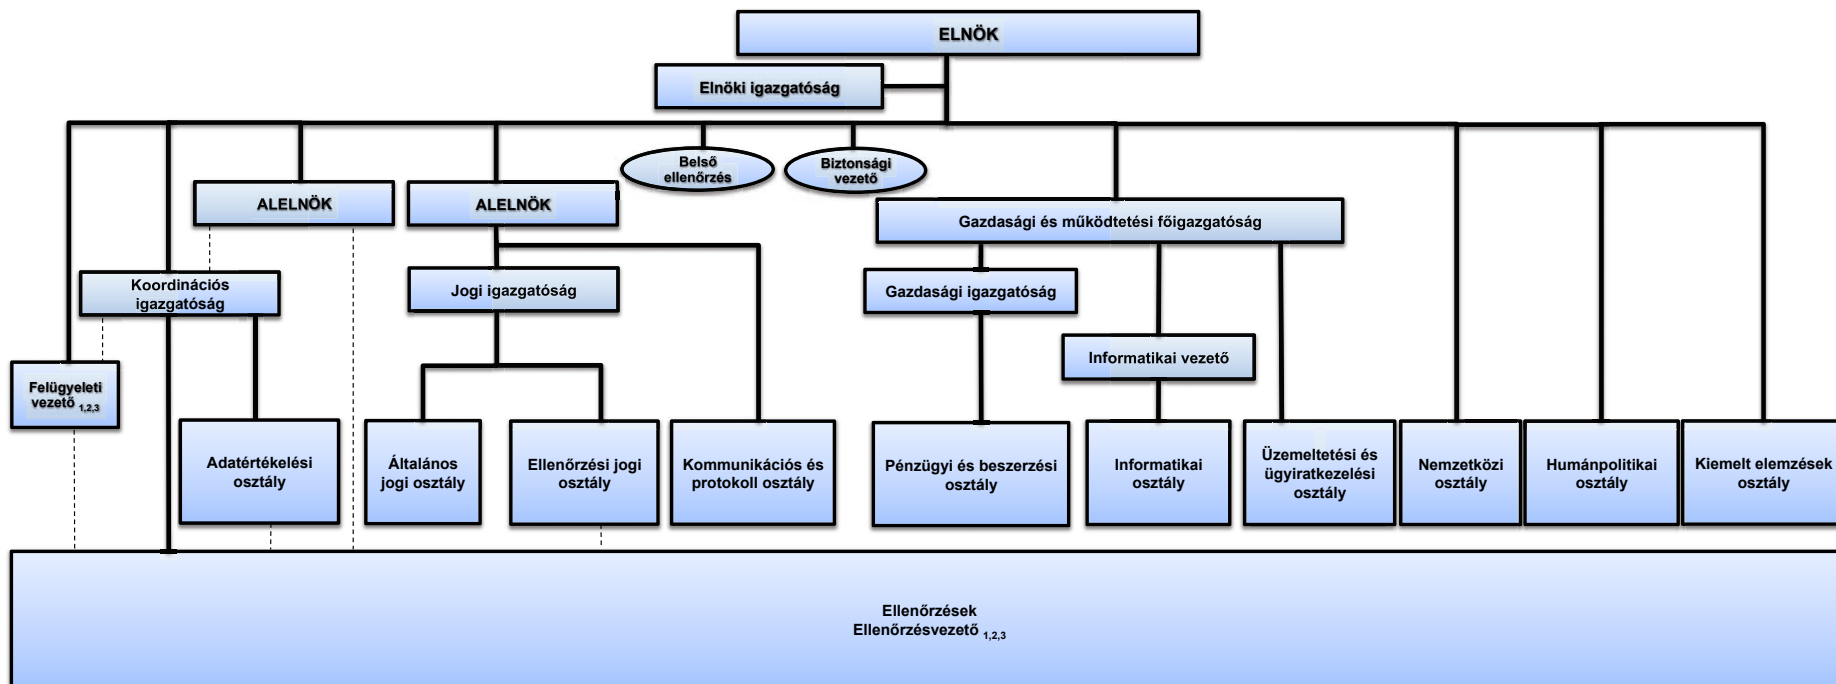 ELNÖK
Elnöki igazgatóság
Belső
ellenőrzés
Biztonsági
vezető
ALELNÖK
ALELNÖK
Gazdasági és működtetési főigazgatóság
Koordinációs
igazgatóság
Jogi igazgatóság
Gazdasági igazgatóság
Informatikai vezető
Felügyeleti
vezető 1,2,3
Adatértékelési
osztály
Általános
jogi osztály
Ellenőrzési jogi
osztály
Kommunikációs és
protokoll osztály
Pénzügyi és beszerzési
osztály
Informatikai
osztály
Üzemeltetési és
ügyiratkezelési
osztály
Nemzetközi
osztály
Humánpolitikai
osztály
Kiemelt elemzések
osztály
Ellenőrzések
Ellenőrzésvezető 1,2,3